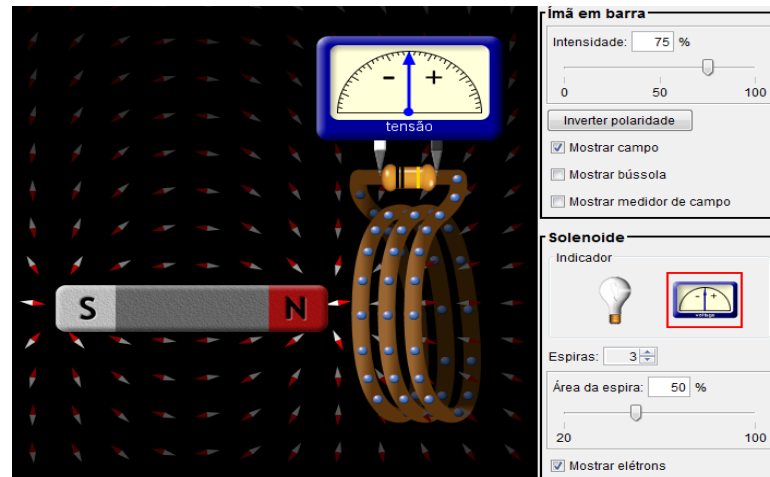 - +
tensão
S N
Ímã em barra
Intensidade: 75 %
0 50 100
Inverter polaridade
Mostrar campo
Mostrar bússola
Mostrar medidor de campo
Solenoide
Indicador
- +
voltage
Espiras: 3
Área da espira: 50 %
20 100
Mostrar elétrons